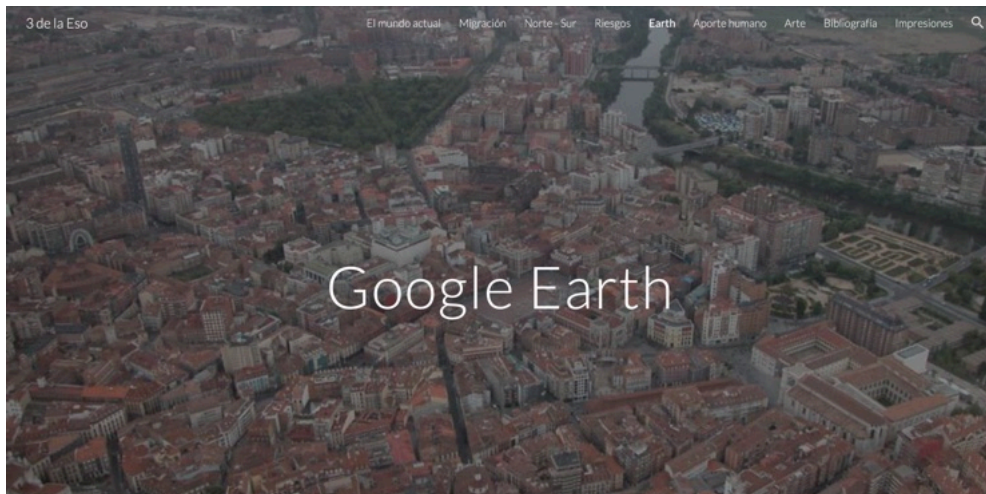 3 de la Eso
El mundo actual Migración Norte - Sur Riesgos Earth Aporte humano Arte Bibliografía Impresiones
Google Earth